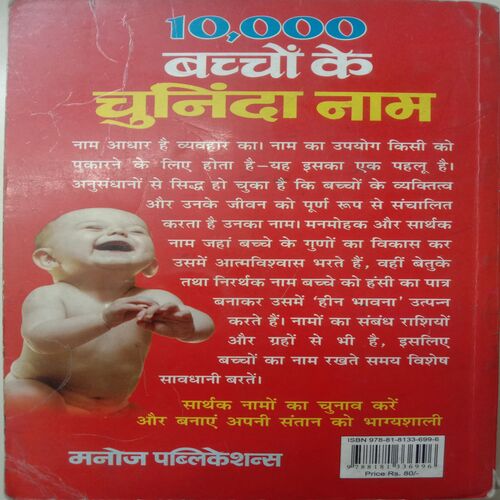 10,000
बच्चों के
चुनिंदा नाम
नाम आधार है व्यवहार का। नाम का उपयोग किसी को
पुकारने के लिए होता है—यह इसका एक पहलू है।
अनुसंधानों से सिद्ध हो चुका है कि बच्चों के व्यक्तित्व
और उनके जीवन को पूर्ण रूप से संचालित
करता है उनका नाम। मनमोहक और सार्थक
नाम जहां बच्चे के गुणों का विकास कर
उसमें आत्मविश्वास भरते हैं, वहीं बेतुके
तथा निरर्थक नाम बच्चे को हंसी का पात्र
बनाकर उसमें ‘हीन भावना’ उत्पन्न
करते हैं। नामों का संबंध राशियों
और ग्रहों से भी है, इसलिए
बच्चों का नाम रखते समय विशेष
सावधानी बरतें।
सार्थक नामों का चुनाव करें
और बनाएं अपनी संतान को भाग्यशाली
मनोज पब्लिकेशन्स
ISBN 978-81-8133-699-6
9 788181 336996
Price Rs. 80/-